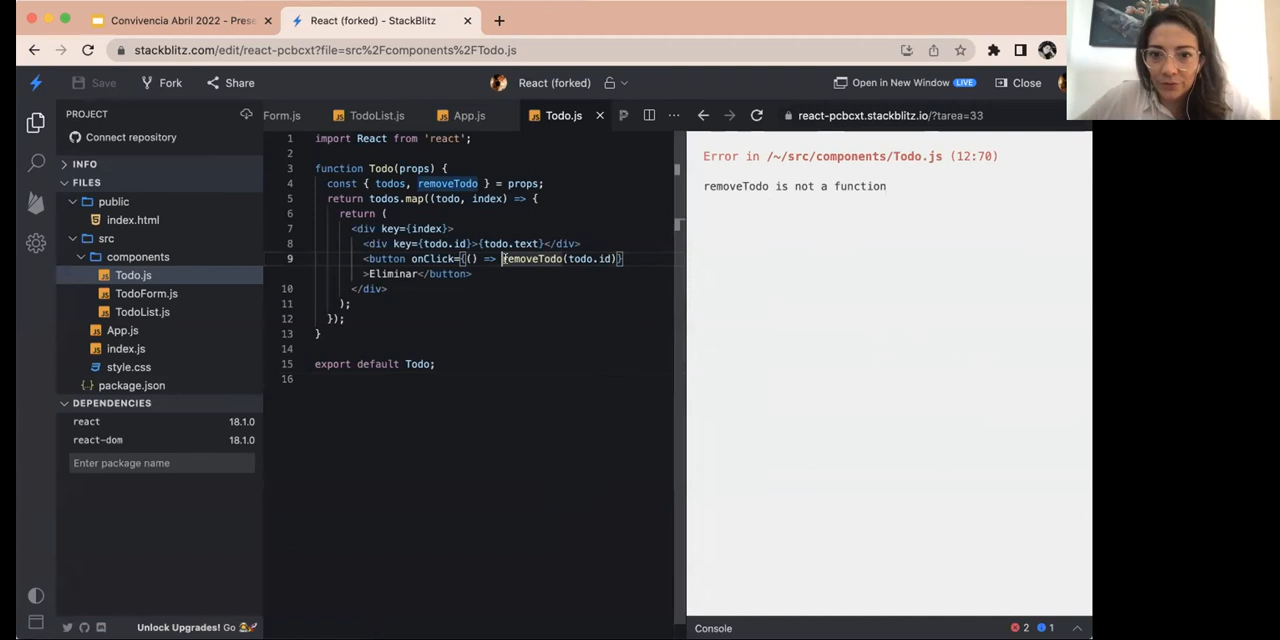 Convivencia Abril 2022 - Prese
React (forked) - StackBlitz
stackblitz.com/edit/react-pcbcxt?file=src%2Fcomponents%2FTodo.js
Save
Fork
Share
React (forked)
Open in New Window LIVE
Close
PROJECT
Connect repository
INFO
FILES
public
index.html
src
components
Todo.js
TodoForm.js
TodoList.js
App.js
index.js
style.css
package.json
DEPENDENCIES
react 18.1.0
react-dom 18.1.0
Enter package name
Unlock Upgrades! Go
Form.js
TodoList.js
App.js
Todo.js
1 import React from 'react';
2
3 function Todo(props) {
4 const { todos, removeTodo } = props;
5 return todos.map((todo, index) => {
6 return (
7 <div key={index}>
8 <div key={todo.id}>{todo.text}</div>
9 <button onClick={() => removeTodo(todo.id)}
>Eliminar</button>
10 </div>
11 );
12 });
13 }
14
15 export default Todo;
16
react-pcbcxt.stackblitz.io/?tarea=33
Error in /~/src/components/Todo.js (12:70)
removeTodo is not a function
Console
2
1